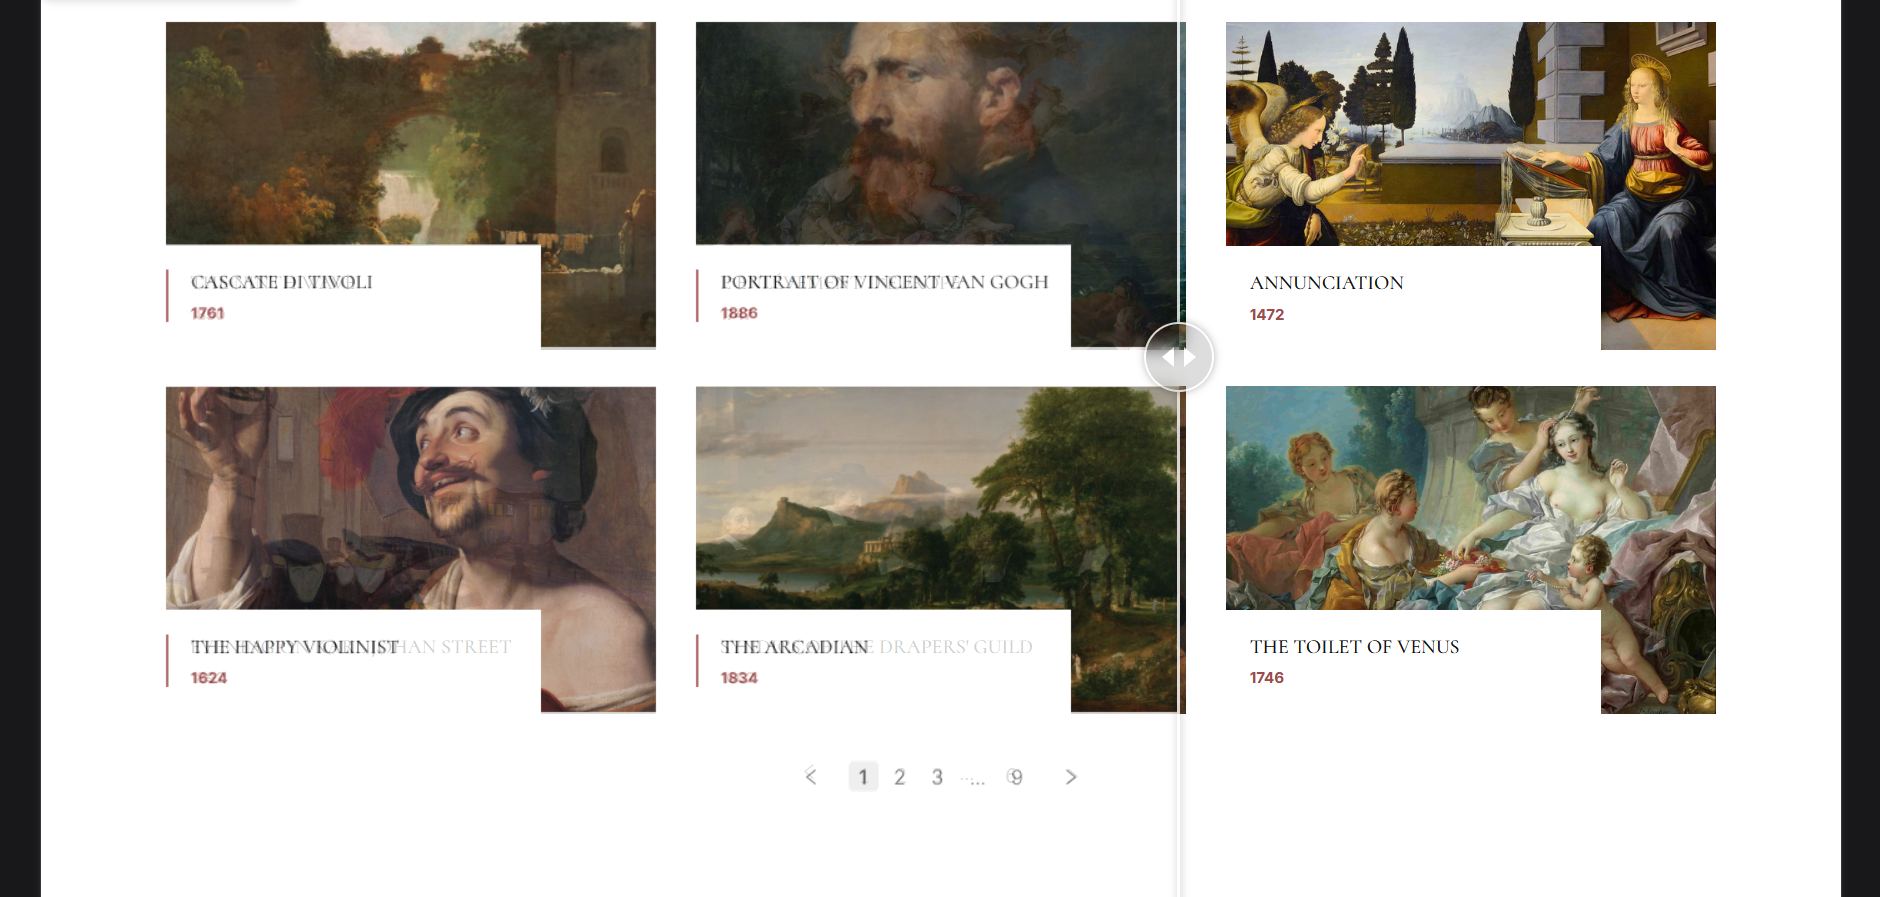 CASCATE DI TIVOLI
1761
PORTRAIT OF VINCENT VAN GOGH
1886
ANNUNCIATION
1472
THE HAPPY VIOLINIST HAN STREET
1624
THE ARCADIAN DRAPERS' GUILD
1834
THE TOILET OF VENUS
1746
1 2 3 ... 9